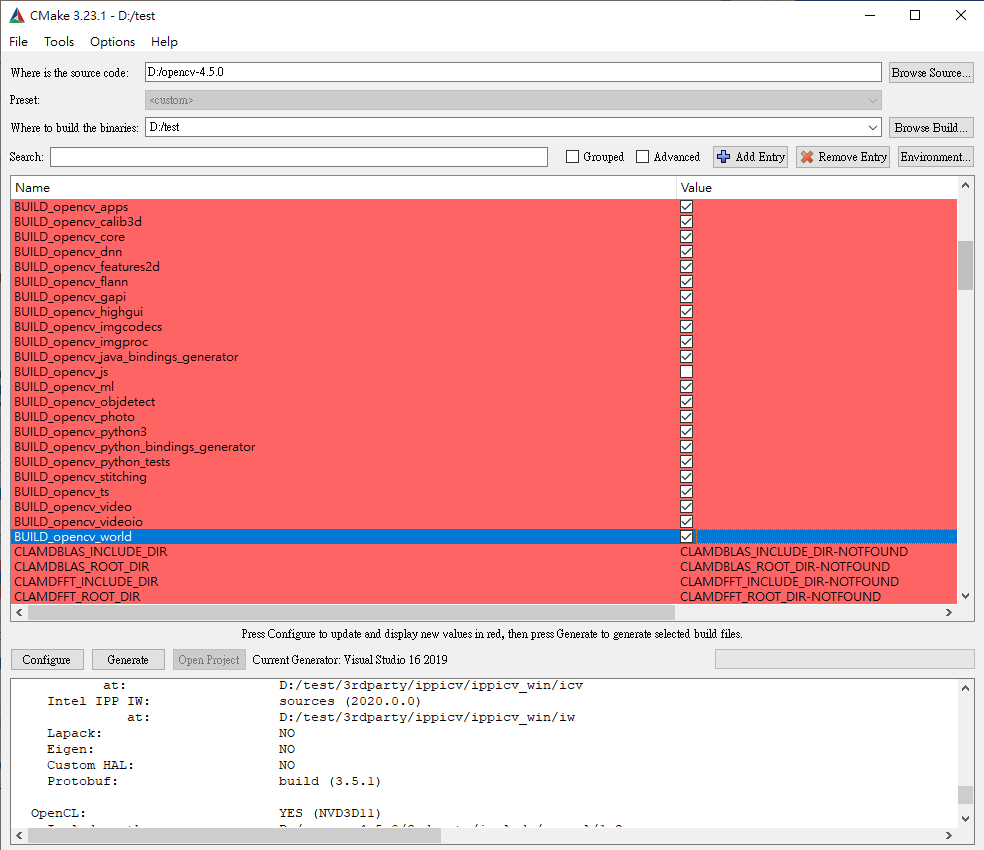 CMake 3.23.1 - D:/test
File Tools Options Help
Where is the source code: D:/opencv-4.5.0 Browse Source...
Preset: <custom>
Where to build the binaries: D:/test Browse Build...
Search: Grouped Advanced Add Entry Remove Entry Environment...
Name Value
BUILD_opencv_apps
BUILD_opencv_calib3d
BUILD_opencv_core
BUILD_opencv_dnn
BUILD_opencv_features2d
BUILD_opencv_flann
BUILD_opencv_gapi
BUILD_opencv_highgui
BUILD_opencv_imgcodecs
BUILD_opencv_imgproc
BUILD_opencv_java_bindings_generator
BUILD_opencv_js
BUILD_opencv_ml
BUILD_opencv_objdetect
BUILD_opencv_photo
BUILD_opencv_python3
BUILD_opencv_python_bindings_generator
BUILD_opencv_python_tests
BUILD_opencv_stitching
BUILD_opencv_ts
BUILD_opencv_video
BUILD_opencv_videoio
BUILD_opencv_world
CLAMDBLAS_INCLUDE_DIR CLAMDBLAS_INCLUDE_DIR-NOTFOUND
CLAMDBLAS_ROOT_DIR CLAMDBLAS_ROOT_DIR-NOTFOUND
CLAMDFFT_INCLUDE_DIR CLAMDFFT_INCLUDE_DIR-NOTFOUND
CLAMDFFT_ROOT_DIR CLAMDFFT_ROOT_DIR-NOTFOUND
Press Configure to update and display new values in red, then press Generate to generate selected build files.
Configure Generate Open Project Current Generator: Visual Studio 16 2019
at: D:/test/3rdparty/ippicv/ippicv_win/icv
Intel IPP IW: sources (2020.0.0)
at: D:/test/3rdparty/ippicv/ippicv_win/iw
Lapack: NO
Eigen: NO
Custom HAL: NO
Protobuf: build (3.5.1)
OpenCL: YES (NVD3D11)